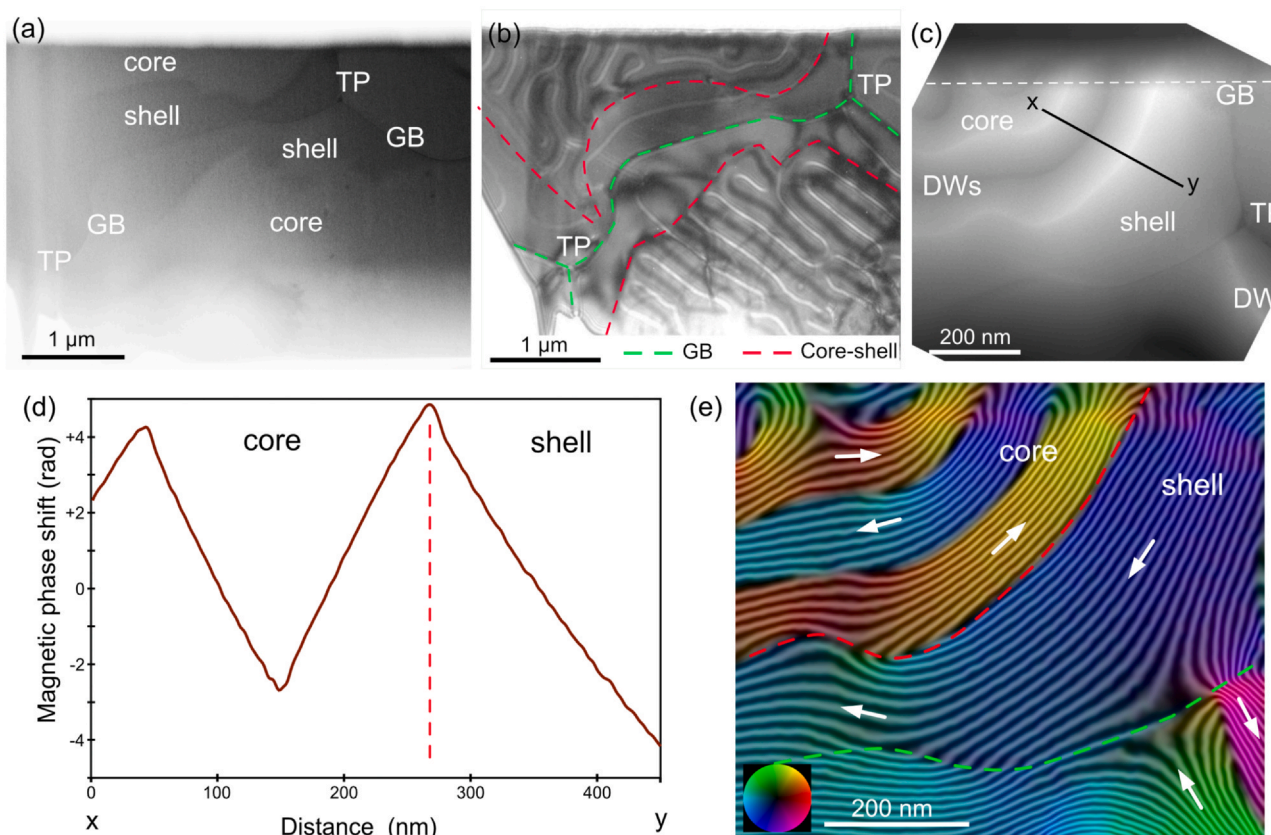 (a)
core
TP
shell
GB
shell
core
GB
TP
1 µm
(b)
TP
TP
1 µm
GB
Core-shell
(c)
GB
x
core
DWs
y
shell
200 nm
(d)
Magnetic phase shift (rad)
+4
+2
0
-2
-4
core
shell
0
100
200
300
400
x
Distance (nm)
y
(e)
core
shell
200 nm